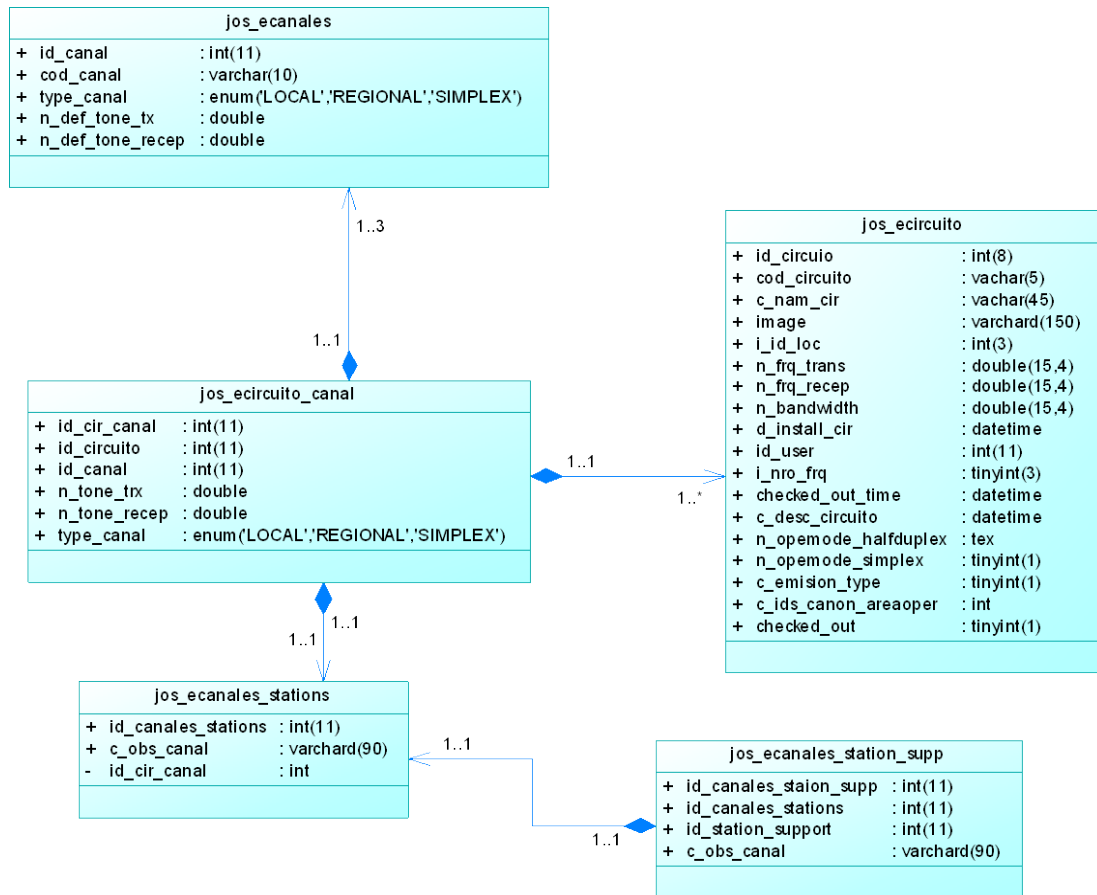 jos_ecanales
+ id_canal : int(11)
+ cod_canal : varchar(10)
+ type_canal : enum('LOCAL','REGIONAL','SIMPLEX')
+ n_def_tone_tx : double
+ n_def_tone_recep : double
1..3
1..1
jos_ecircuito_canal
+ id_cir_canal : int(11)
+ id_circuito : int(11)
+ id_canal : int(11)
+ n_tone_trx : double
+ n_tone_recep : double
+ type_canal : enum('LOCAL','REGIONAL','SIMPLEX')
1..1
1..*
jos_ecircuito
+ id_circuio : int(8)
+ cod_circuito : vachar(5)
+ c_nam_cir : vachar(45)
+ image : varchard(150)
+ i_id_loc : int(3)
+ n_frq_trans : double(15,4)
+ n_frq_recep : double(15,4)
+ n_bandwidth : double(15,4)
+ d_install_cir : datetime
+ id_user : int(11)
+ i_nro_frq : tinyint(3)
+ checked_out_time : datetime
+ c_desc_circuito : datetime
+ n_opemode_halfduplex : tex
+ n_opemode_simplex : tinyint(1)
+ c_emision_type : tinyint(1)
+ c_ids_canon_areaoper : int
+ checked_out : tinyint(1)
1..1
1..1
jos_ecanales_stations
+ id_canales_stations : int(11)
+ c_obs_canal : varchard(90)
- id_cir_canal : int
1..1
1..1
jos_ecanales_station_supp
+ id_canales_staion_supp : int(11)
+ id_canales_stations : int(11)
+ id_station_support : int(11)
+ c_obs_canal : varchard(90)